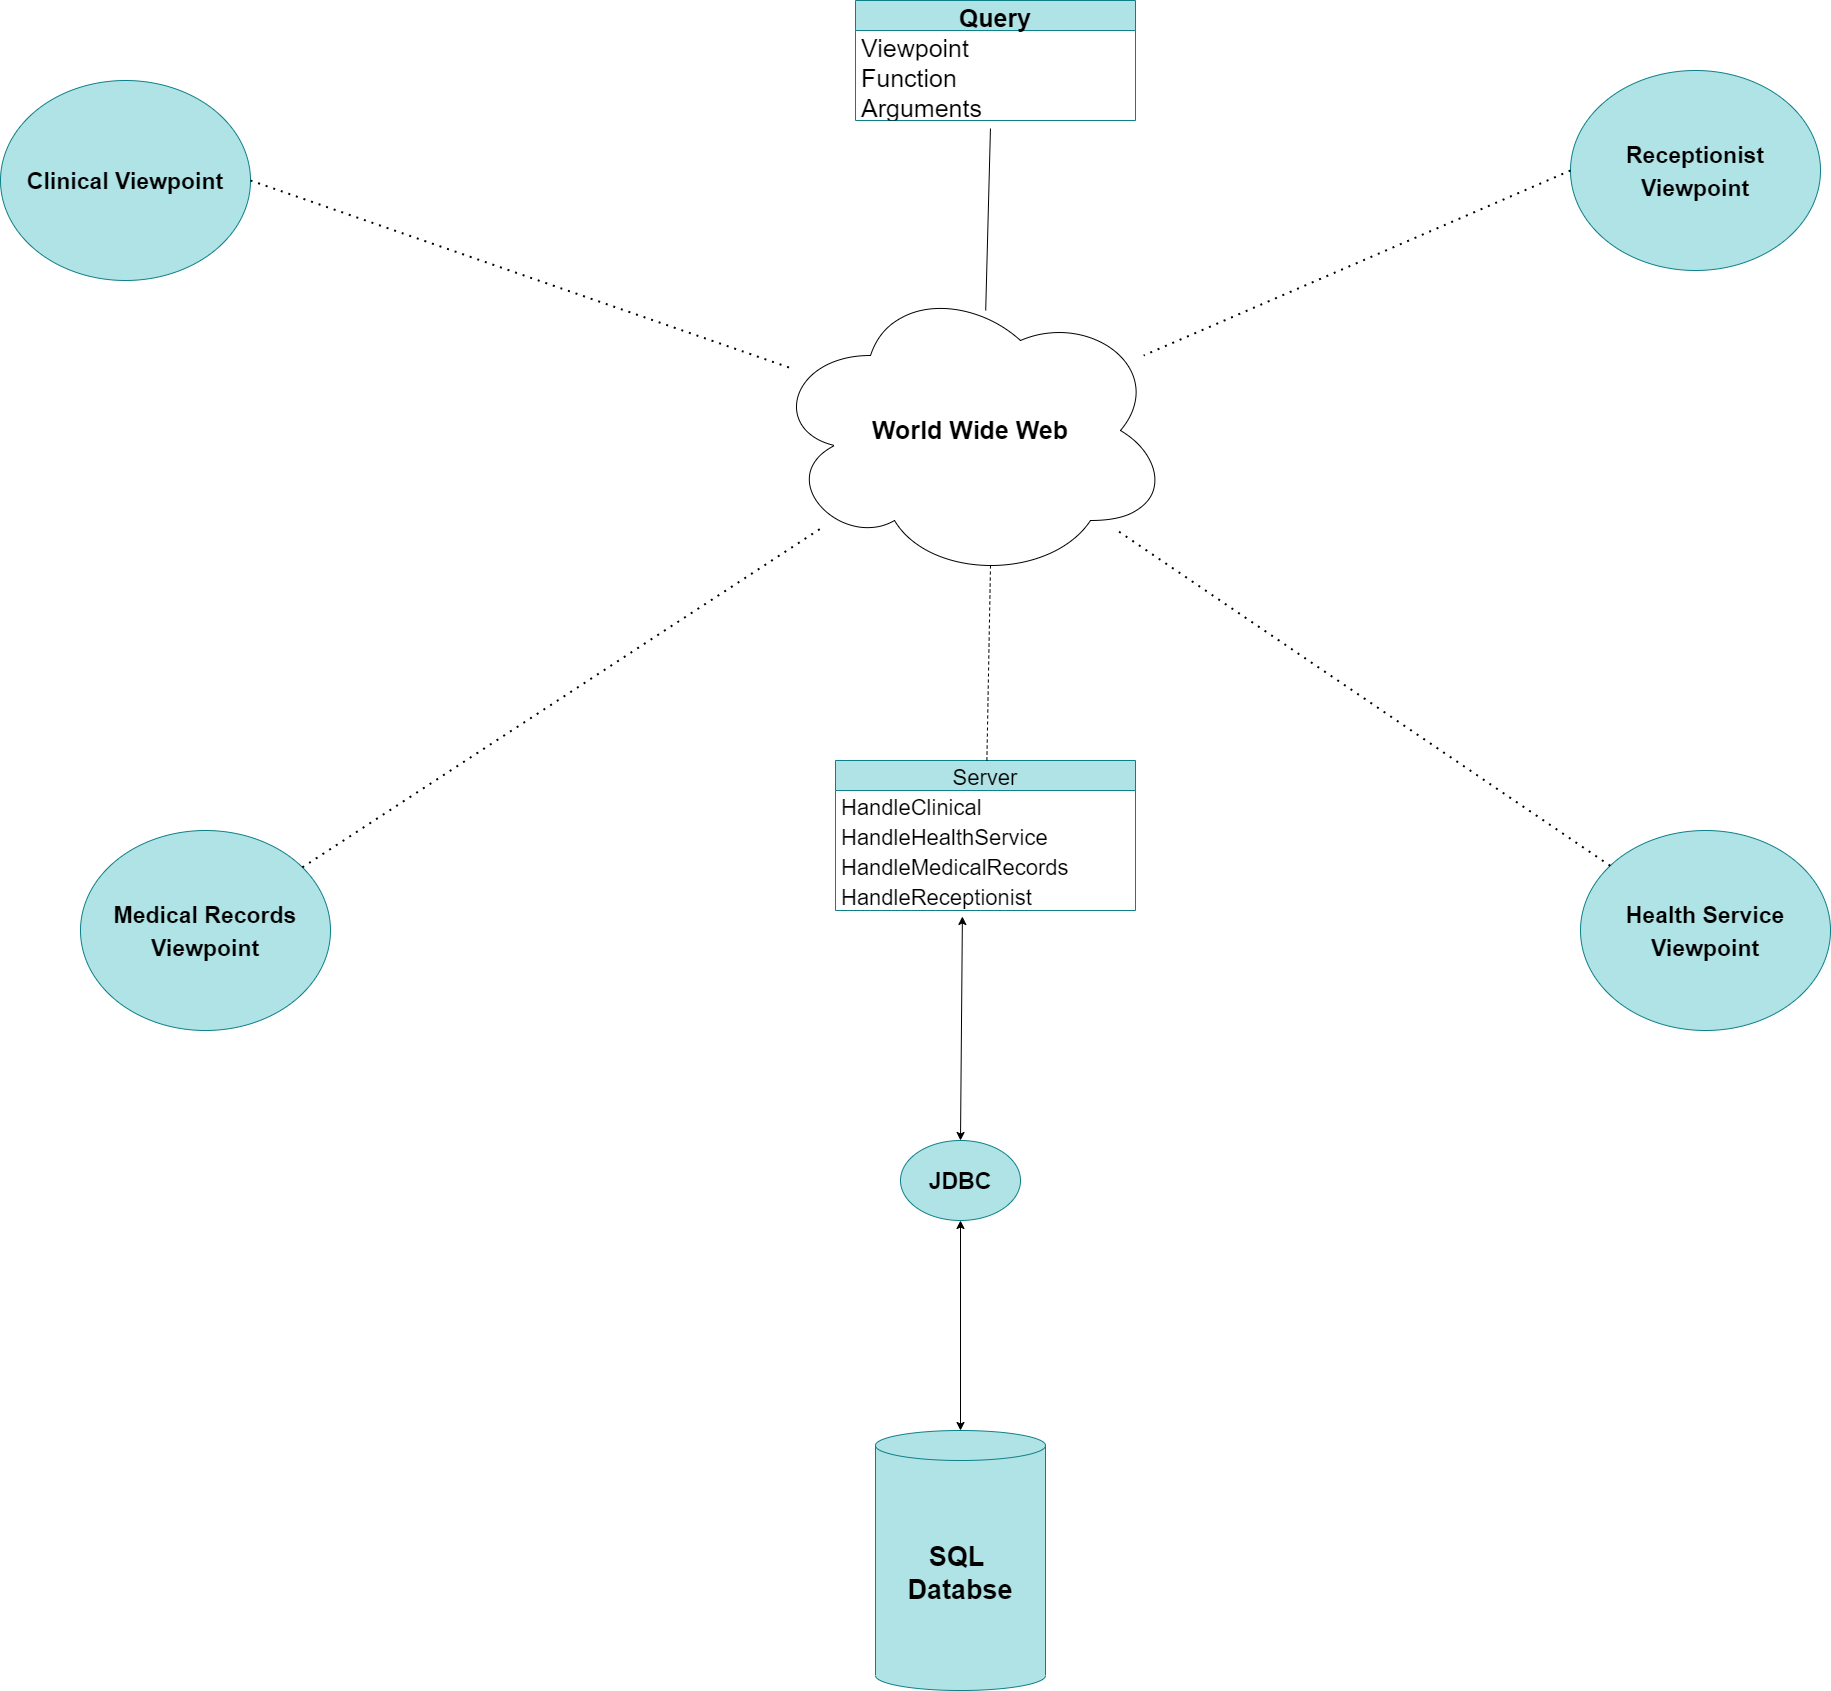 Query
Viewpoint
Function
Arguments
Clinical Viewpoint
Receptionist
Viewpoint
World Wide Web
Server
HandleClinical
HandleHealthService
HandleMedicalRecords
HandleReceptionist
Medical Records
Viewpoint
Health Service
Viewpoint
JDBC
SQL
Databse